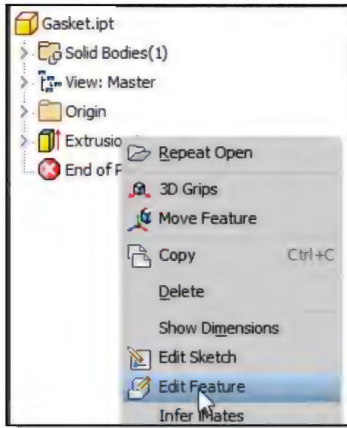 Gasket.ipt
Solid Bodies(1)
View: Master
Origin
Extrusio
End of P
Repeat Open
3D Grips
Move Feature
Copy Ctrl+C
Delete
Show Dimensions
Edit Sketch
Edit Feature
Infer iMates